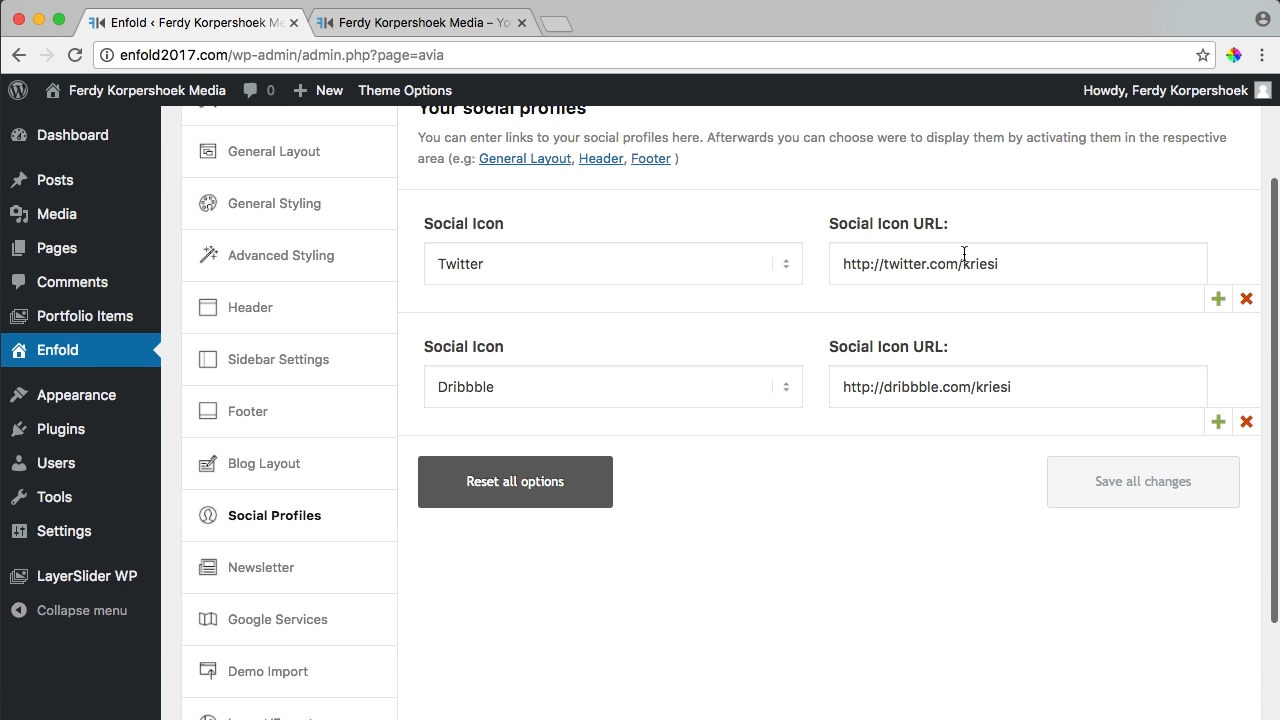 Enfold ‹ Ferdy Korpershoek Me
Ferdy Korpershoek Media – Yo
enfold2017.com/wp-admin/admin.php?page=avia
Ferdy Korpershoek Media
0
New
Theme Options
Howdy, Ferdy Korpershoek
Dashboard
Posts
Media
Pages
Comments
Portfolio Items
Enfold
Appearance
Plugins
Users
Tools
Settings
LayerSlider WP
Collapse menu
General Layout
General Styling
Advanced Styling
Header
Sidebar Settings
Footer
Blog Layout
Social Profiles
Newsletter
Google Services
Demo Import
Your social profiles
You can enter links to your social profiles here. Afterwards you can choose were to display them by activating them in the respective
area (e.g: General Layout, Header, Footer )
Social Icon
Social Icon URL:
Twitter
http://twitter.com/kriesi
Social Icon
Social Icon URL:
Dribbble
http://dribbble.com/kriesi
Reset all options
Save all changes